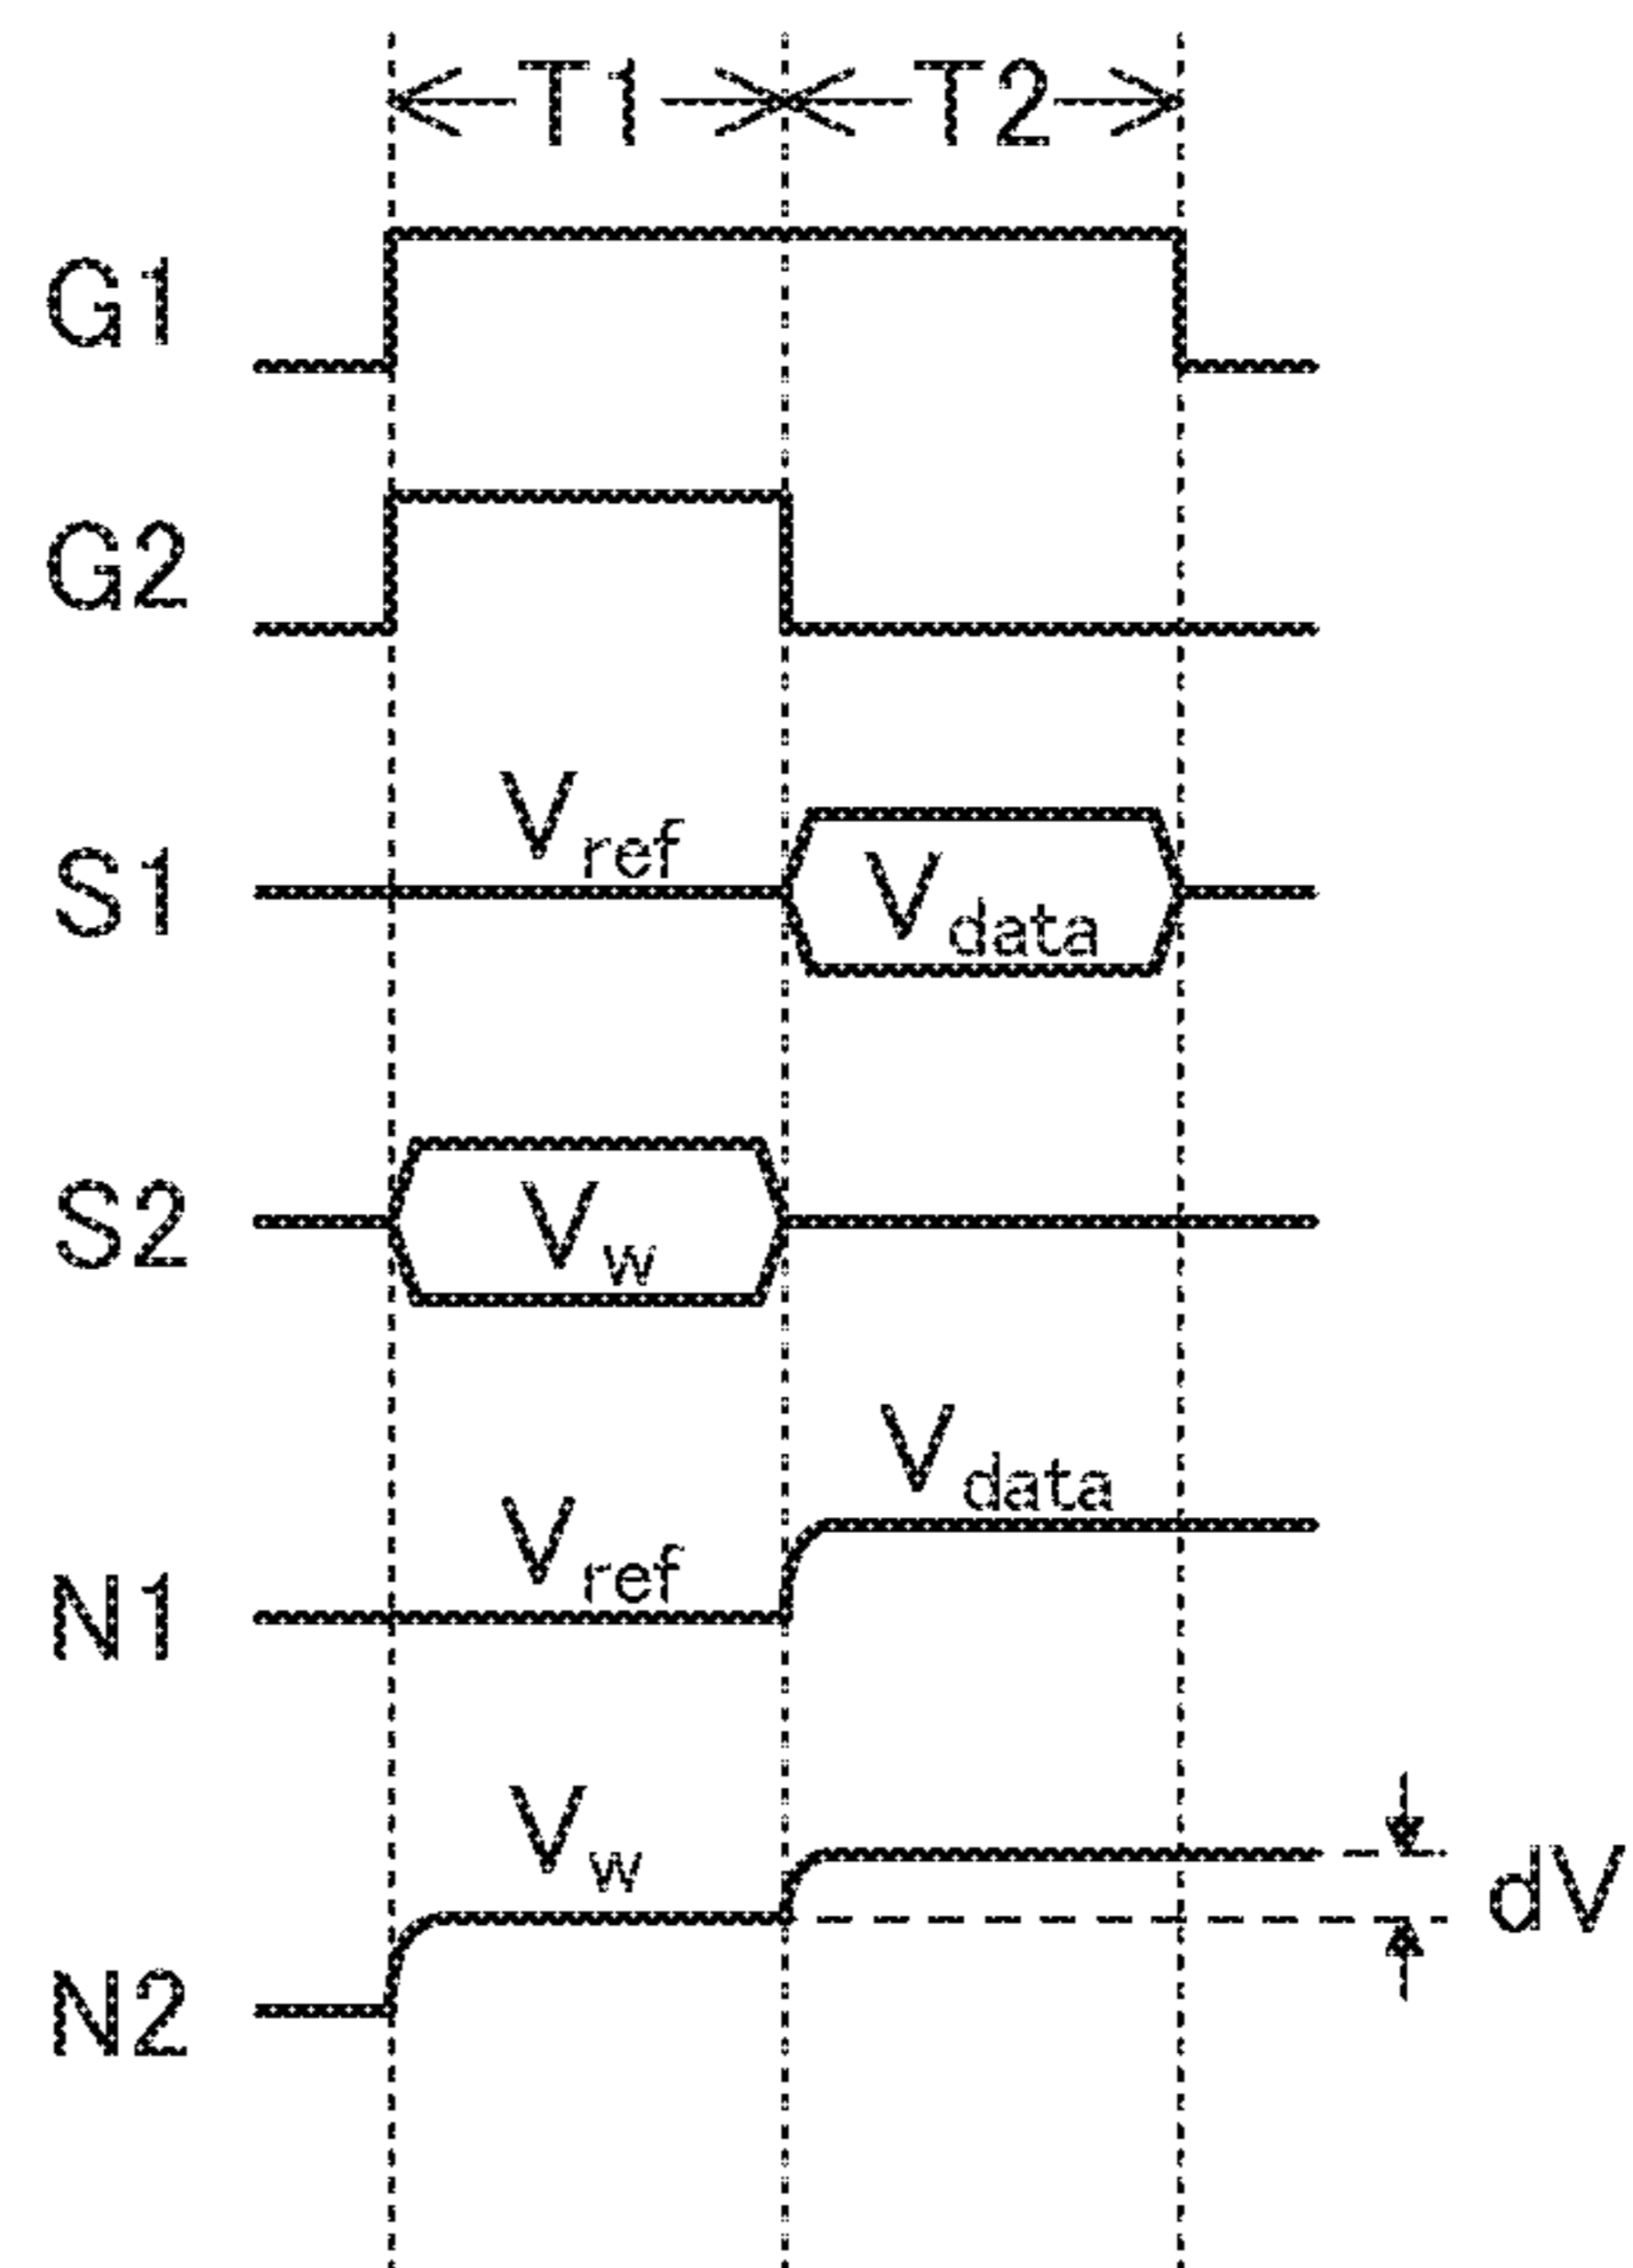 T1 T2
G1
G2
S1 Vref Vdata
S2 Vw
N1 Vref Vdata
N2 Vw dV